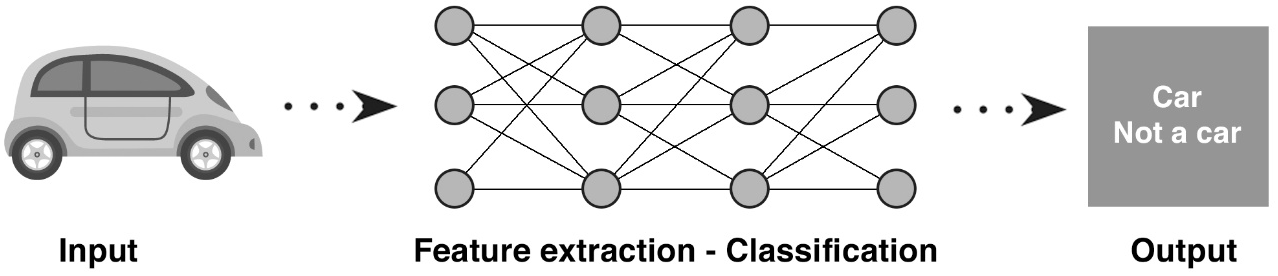 Car
Not a car
Input
Feature extraction - Classification
Output